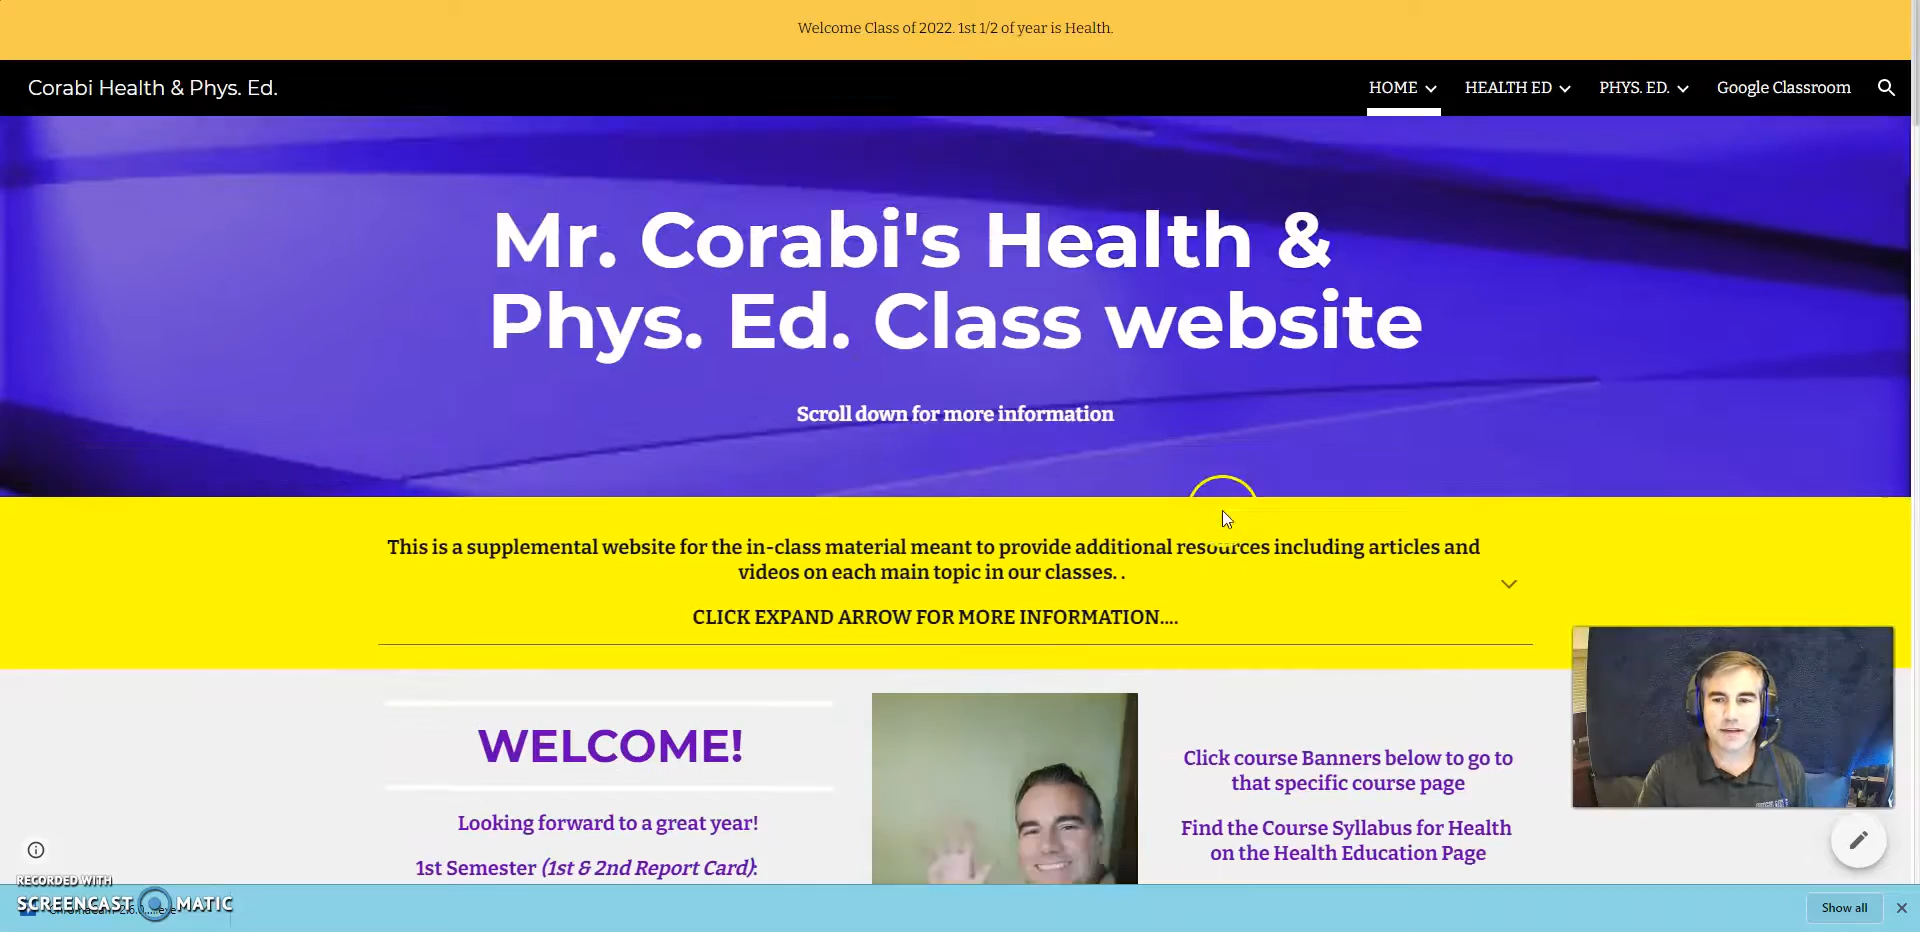 Welcome Class of 2022. 1st 1/2 of year is Health.
Corabi Health & Phys. Ed.
HOME
HEALTH ED
PHYS. ED.
Google Classroom
Mr. Corabi's Health &
Phys. Ed. Class website
Scroll down for more information
This is a supplemental website for the in-class material meant to provide additional resources including articles and
videos on each main topic in our classes. .
CLICK EXPAND ARROW FOR MORE INFORMATION....
WELCOME!
Looking forward to a great year!
1st Semester (1st & 2nd Report Card):
Click course Banners below to go to
that specific course page
Find the Course Syllabus for Health
on the Health Education Page
RECORDED WITH
SCREENCAST MATIC
Show all